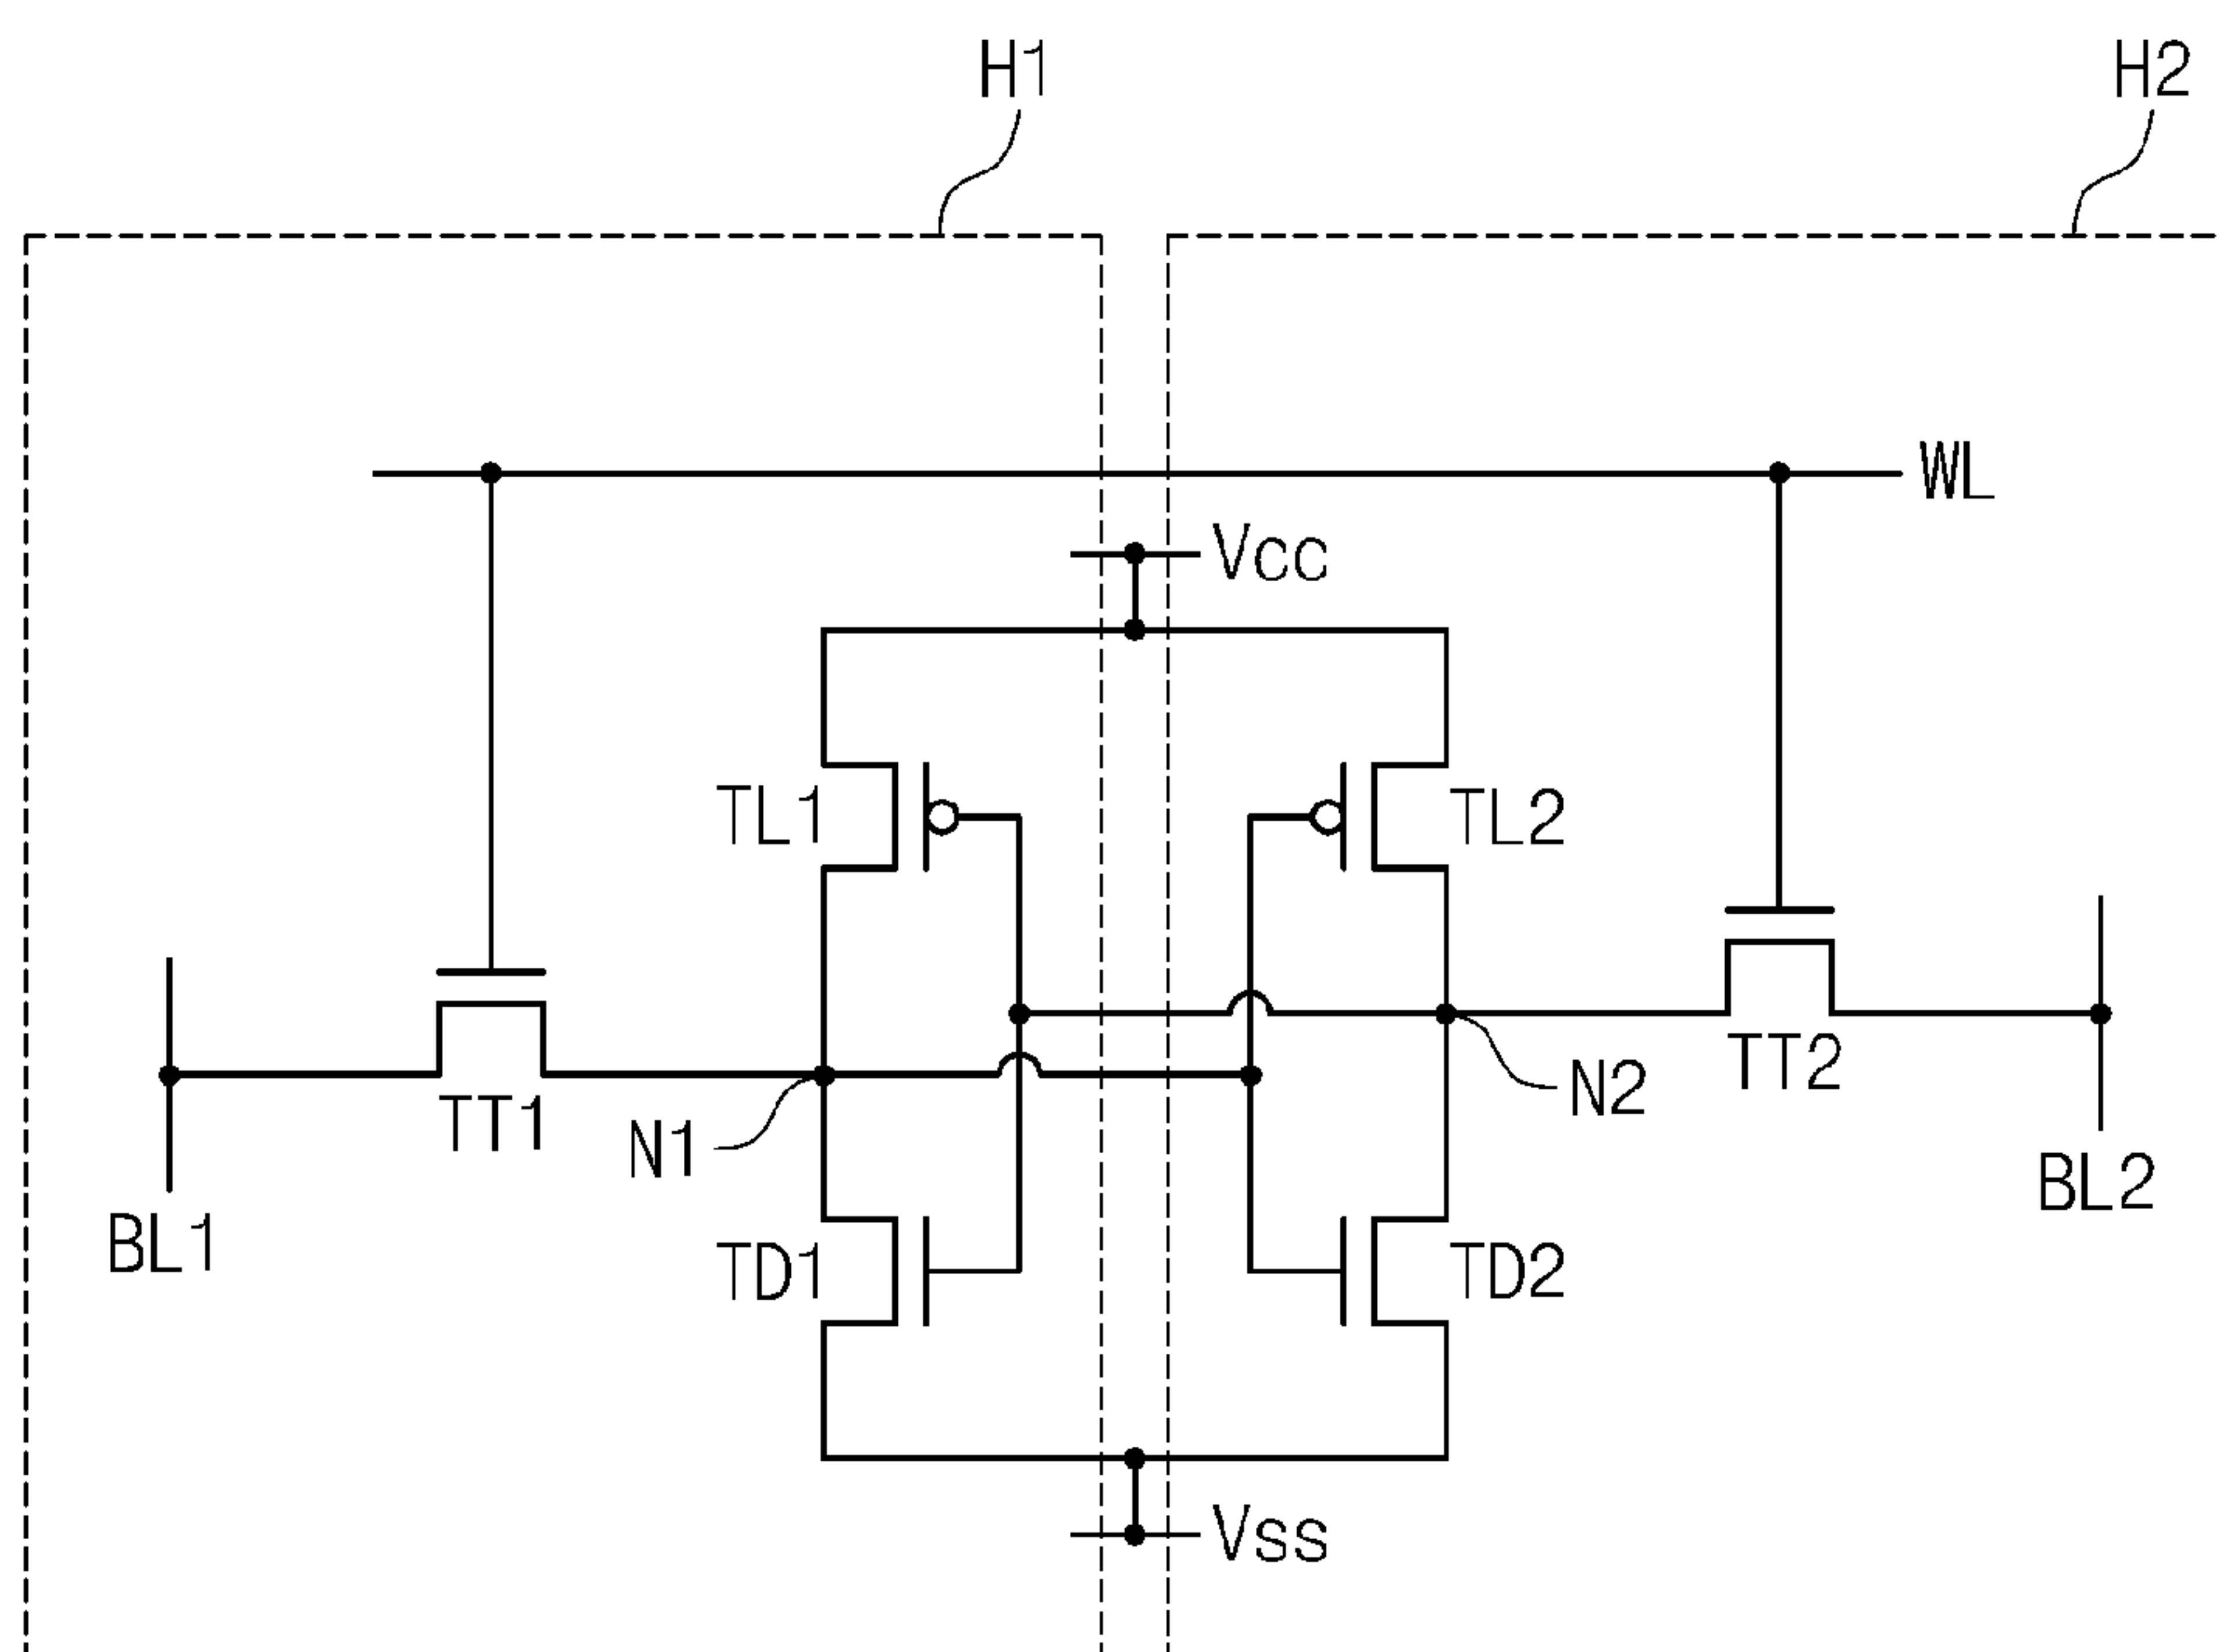 H1 H2
WL
Vcc
TL1 TL2
TT1 N1 N2 TT2
BL1 TD1 TD2 BL2
Vss